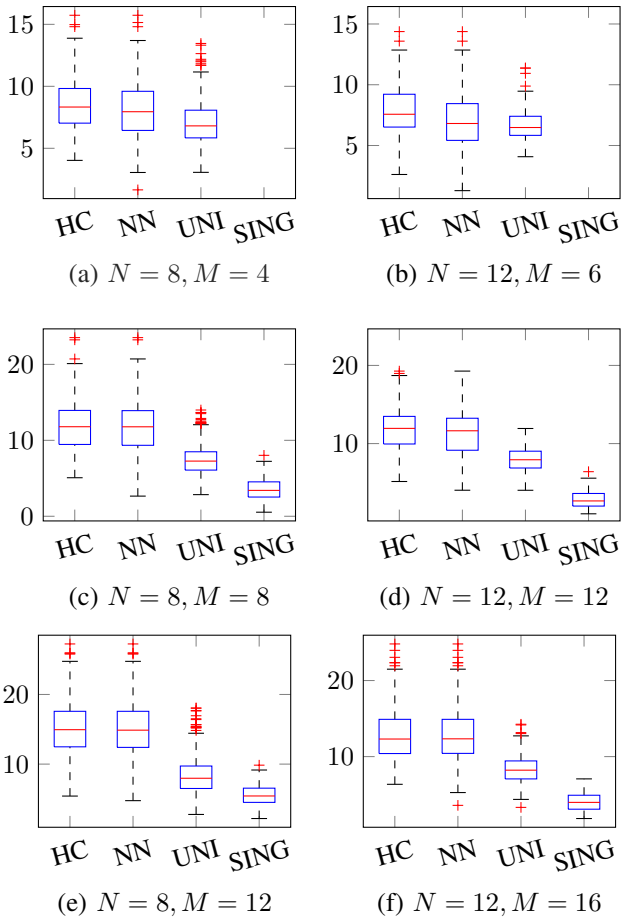 15
10
5
HC NN UNI SING
(a) N = 8, M = 4
15
10
5
HC NN UNI SING
(b) N = 12, M = 6
20
10
0
HC NN UNI SING
(c) N = 8, M = 8
20
10
HC NN UNI SING
(d) N = 12, M = 12
20
10
HC NN UNI SING
(e) N = 8, M = 12
20
10
HC NN UNI SING
(f) N = 12, M = 16